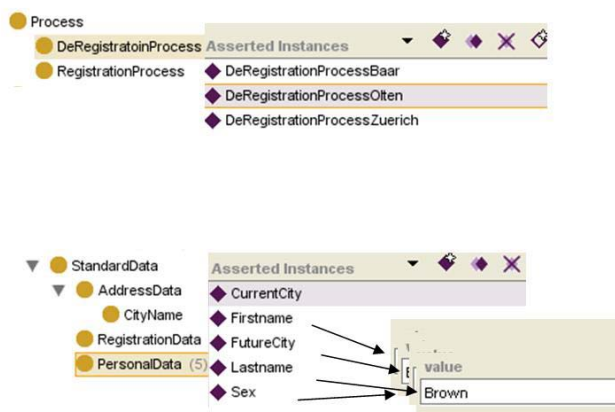 Process
DeRegistratoinProcess
RegistrationProcess
Asserted Instances
DeRegistrationProcessBaar
DeRegistrationProcessOlten
DeRegistrationProcessZuerich
StandardData
AddressData
CityName
RegistrationData
PersonalData (5)
Asserted Instances
CurrentCity
Firstname
FutureCity
Lastname
Sex
value
Brown